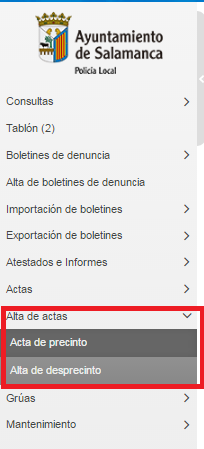 Ayuntamiento
de Salamanca
Policía Local
Consultas
Tablón (2)
Boletines de denuncia
Alta de boletines de denuncia
Importación de boletines
Exportación de boletines
Atestados e Informes
Actas
Alta de actas
Acta de precinto
Alta de desprecinto
Grúas
Mantenimiento